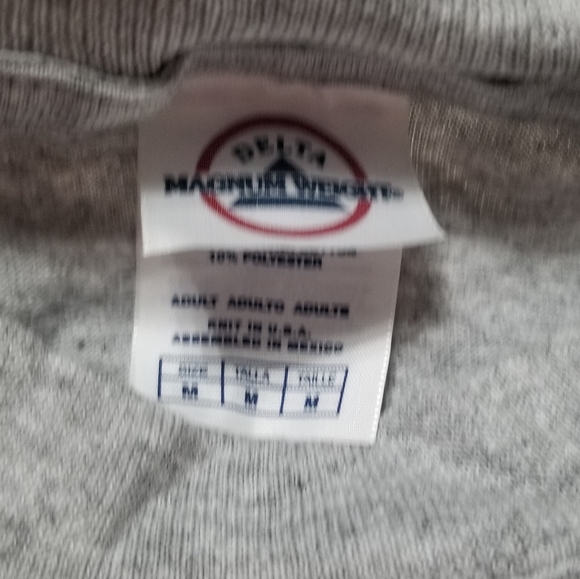 DELTA
MAGNUM WEIGHT
10% POLYESTER
ADULT ADULTO ADULTE
KNIT IN U.S.A.
ASSEMBLED IN MEXICO
SIZE TALLA TAILLE
M M M